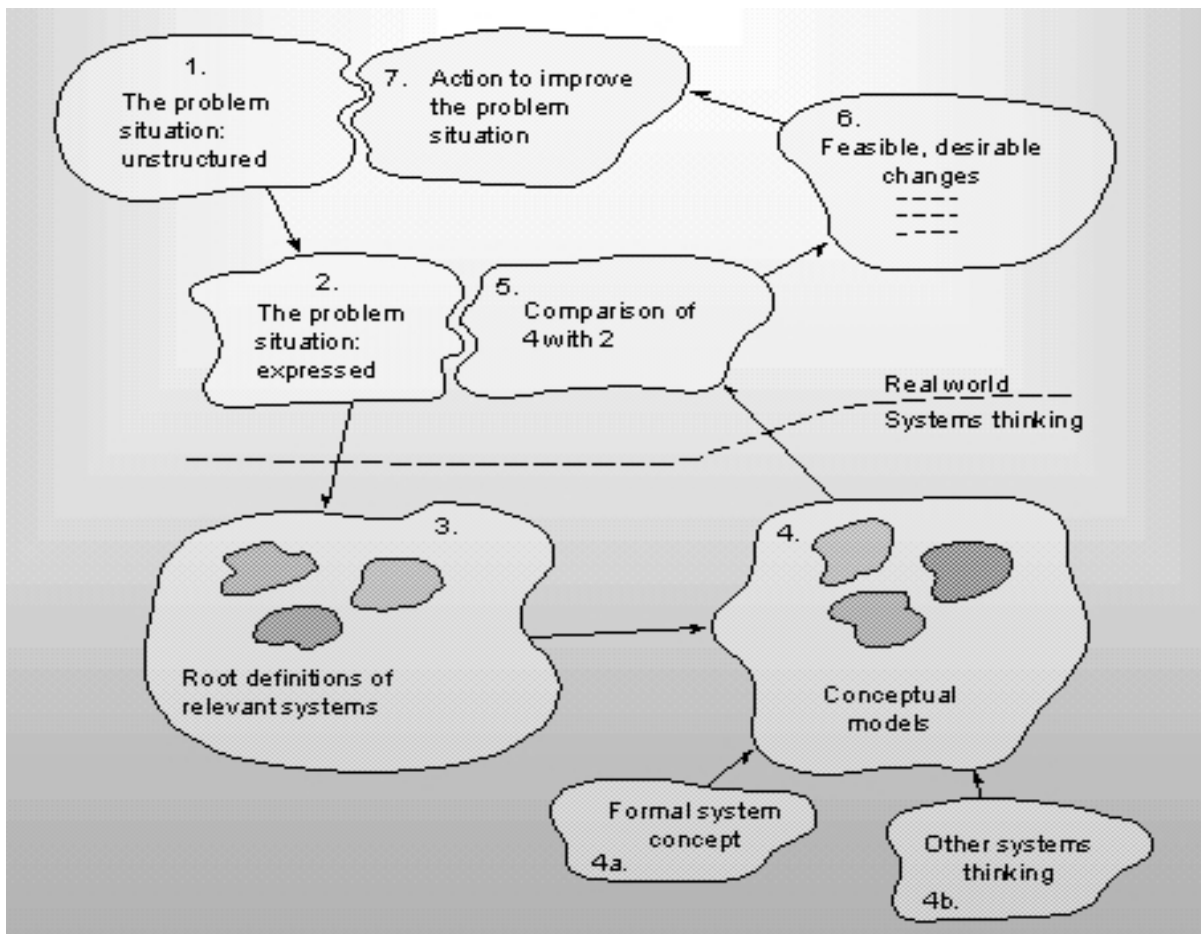 1.
The problem
situation:
unstructured
7. Action to improve
the problem
situation
6.
Feasible, desirable
changes
2.
The problem
situation:
expressed
5.
Comparison of
4 with 2
Real world
Systems thinking
3.
Root definitions of
relevant systems
4.
Conceptual
models
Formal system
concept
4a.
Other systems
thinking
4b.